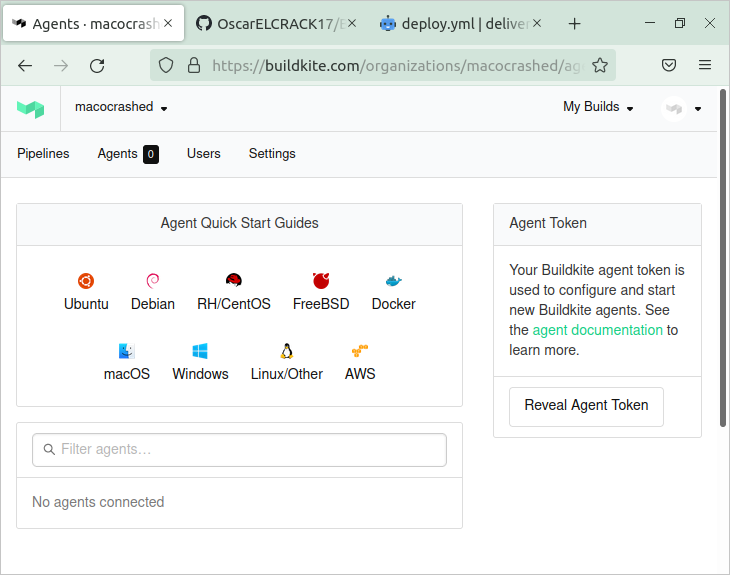 Agents · macocrash
OscarELCRACK17/
deploy.yml | deliver
https://buildkite.com/organizations/macocrashed/age
macocrashed
My Builds
Pipelines
Agents 0
Users
Settings
Agent Quick Start Guides
Ubuntu
Debian
RH/CentOS
FreeBSD
Docker
macOS
Windows
Linux/Other
AWS
Filter agents…
No agents connected
Agent Token
Your Buildkite agent token is
used to configure and start
new Buildkite agents. See
the agent documentation to
learn more.
Reveal Agent Token